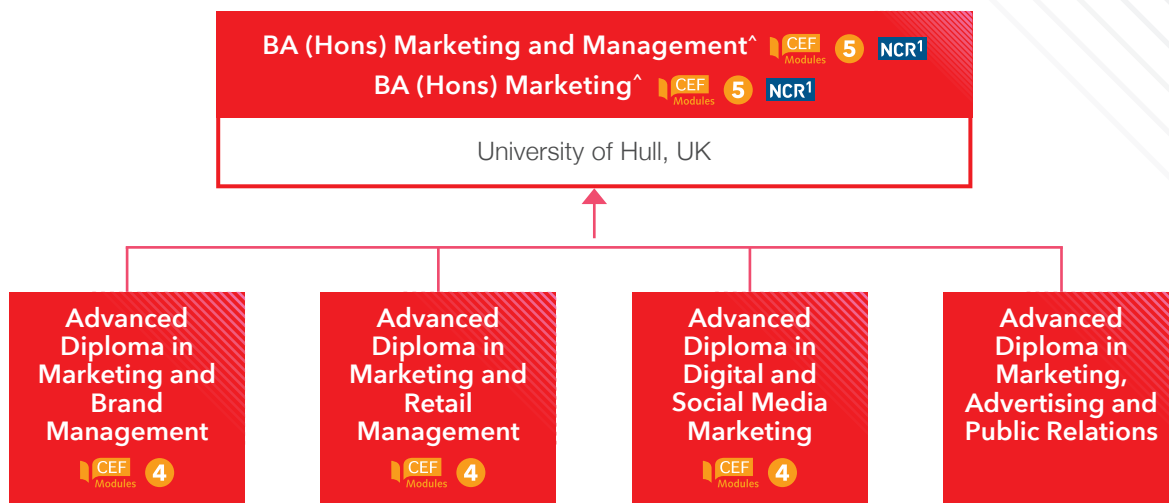 BA (Hons) Marketing and Management^ CEF Modules 5 NCR1
BA (Hons) Marketing^ CEF Modules 5 NCR1
University of Hull, UK
Advanced
Diploma in
Marketing and
Brand
Management
CEF Modules 4
Advanced
Diploma in
Marketing and
Retail
Management
CEF Modules 4
Advanced
Diploma in
Digital and
Social Media
Marketing
CEF Modules 4
Advanced
Diploma in
Marketing,
Advertising and
Public Relations